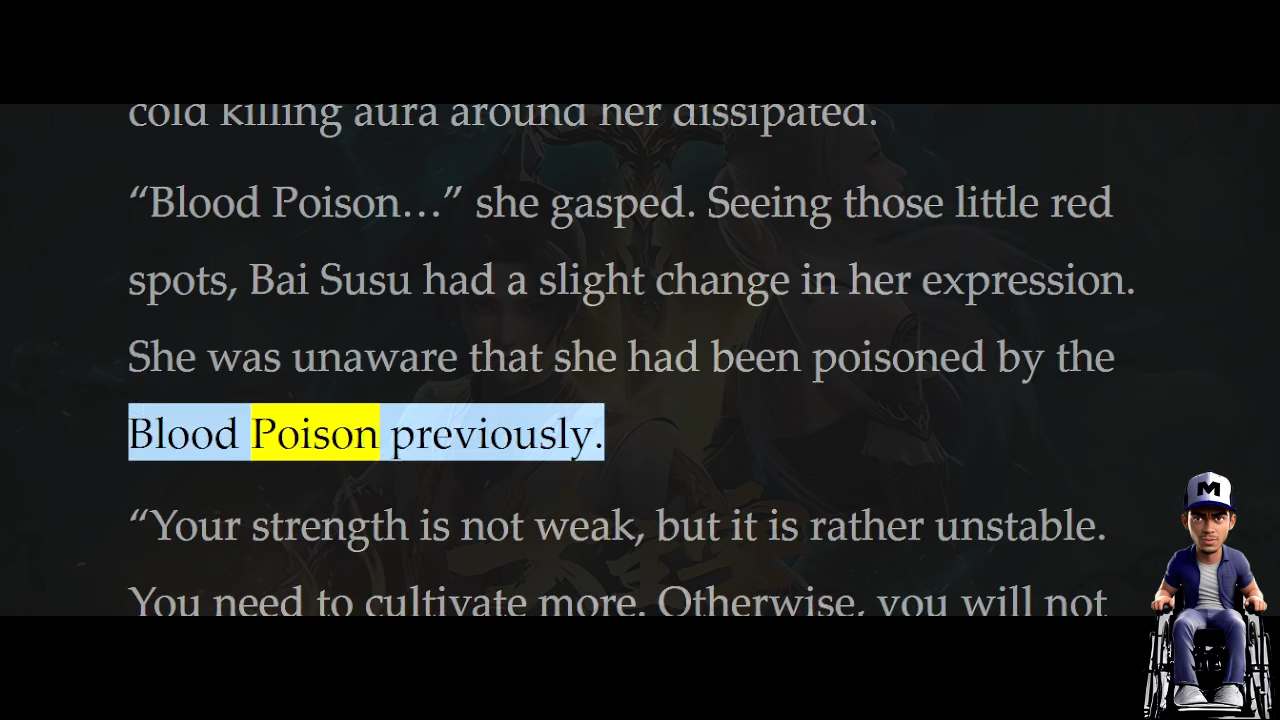 cold killing aura around her dissipated.
“Blood Poison…” she gasped. Seeing those little red
spots, Bai Susu had a slight change in her expression.
She was unaware that she had been poisoned by the
Blood Poison previously.
“Your strength is not weak, but it is rather unstable.
You need to cultivate more. Otherwise, you will not
M